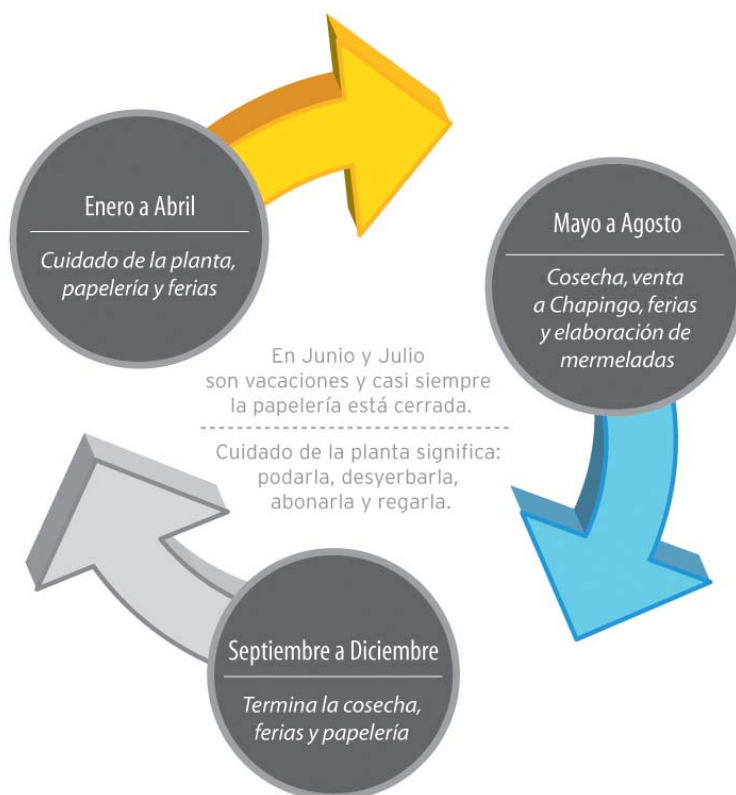 Enero a Abril
Cuidado de la planta,
papelería y ferias
Mayo a Agosto
Cosecha, venta
a Chapingo, ferias
y elaboración de
mermeladas
En Junio y Julio
son vacaciones y casi siempre
la papelería está cerrada.
Cuidado de la planta significa:
podarla, desyerbarla,
abonarla y regarla.
Septiembre a Diciembre
Termina la cosecha,
ferias y papelería